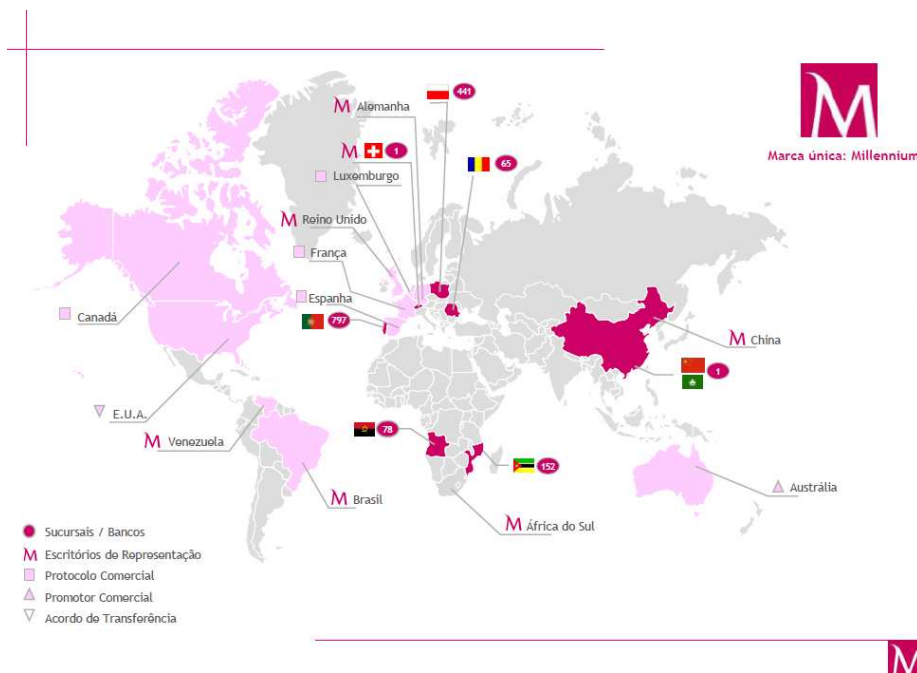 M
Marca única: Millennium
441
M Alemanha
M 1
65
Luxemburgo
M Reino Unido
França
Espanha
797
Canadá
M China
1
E.U.A.
M Venezuela
78
152
M Brasil
Austrália
M África do Sul
Sucursais / Bancos
M Escritórios de Representação
Protocolo Comercial
Promotor Comercial
Acordo de Transferência
M